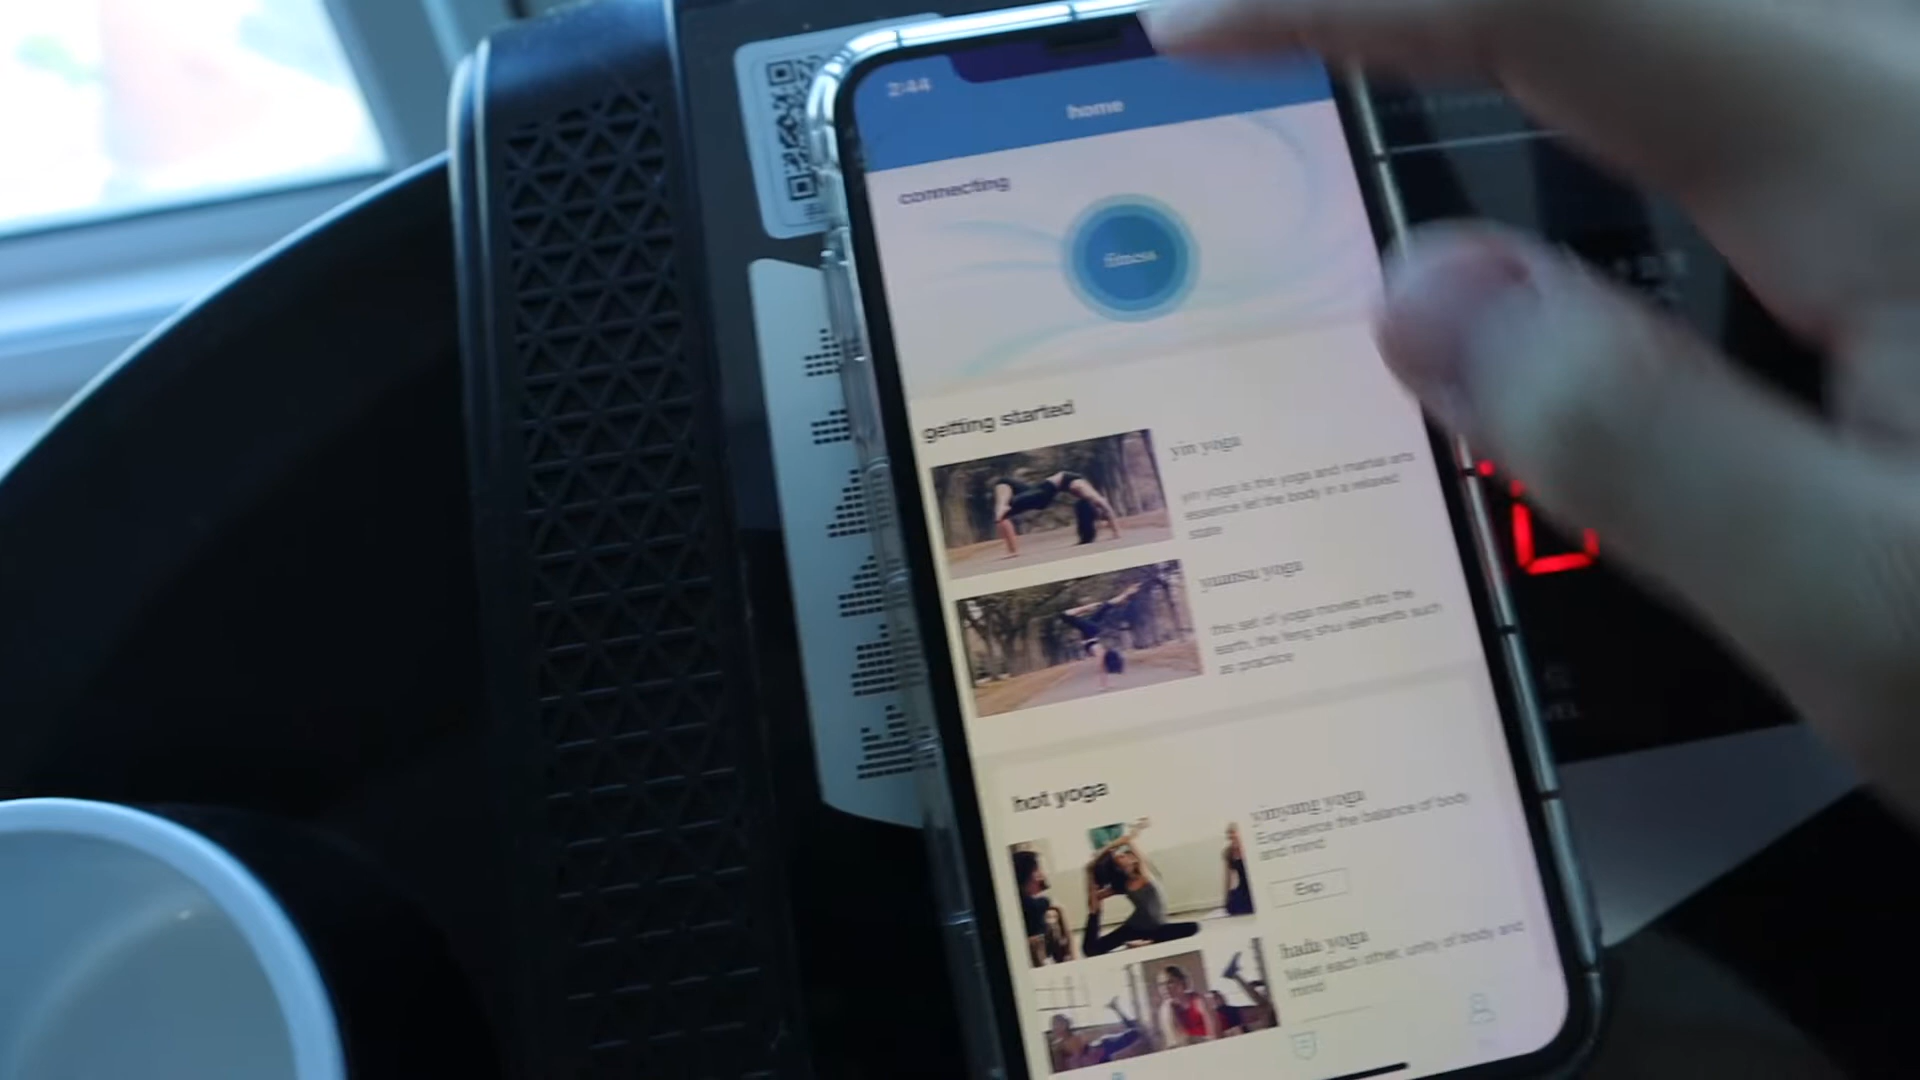 2:44
home
connecting
fitness
getting started
yin yoga
yin yoga is the yoga and martial arts
essence let the body in a relaxed
state
yuansu yoga
this set of yoga moves into the
earth, the feng shui elements such
as practice
hot yoga
yinyang yoga
Experience the balance of body
and mind
Exp
hada yoga
Meet each other, unity of body and
mind